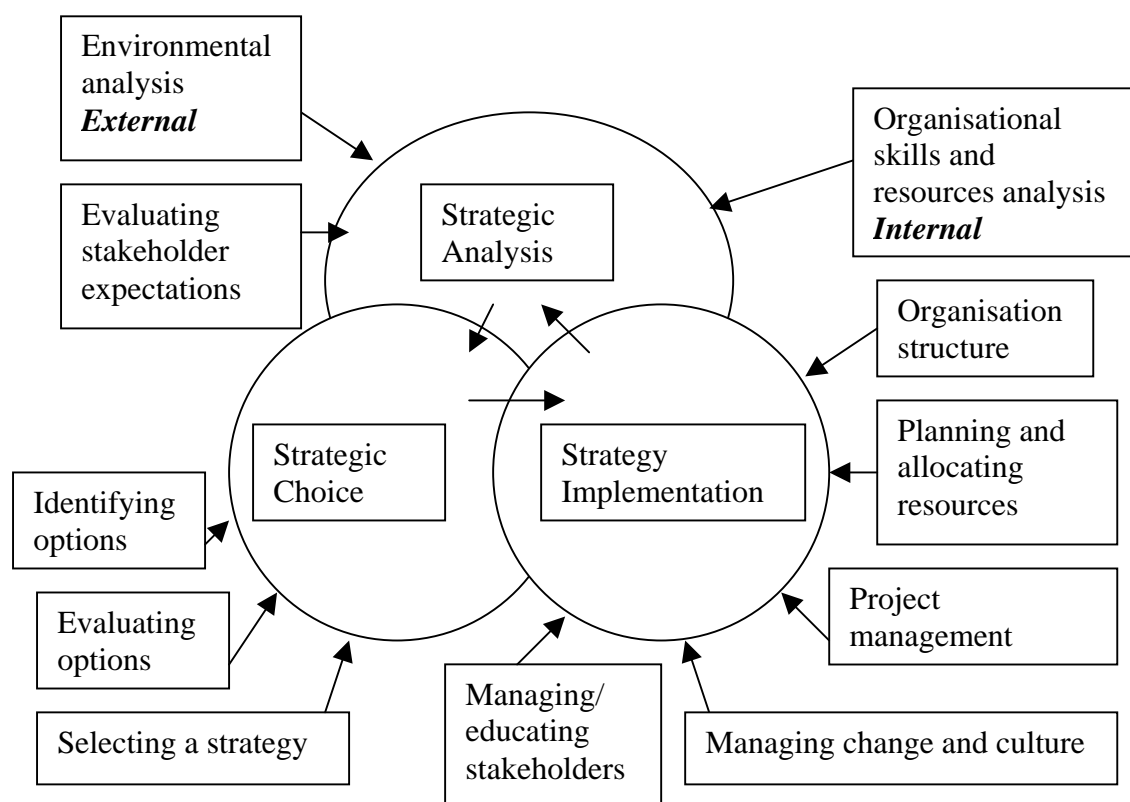 Environmental
analysis
External
Organisational
skills and
resources analysis
Internal
Evaluating
stakeholder
expectations
Strategic
Analysis
Organisation
structure
Strategic
Choice
Strategy
Implementation
Planning and
allocating
resources
Identifying
options
Evaluating
options
Project
management
Selecting a strategy
Managing/
educating
stakeholders
Managing change and culture